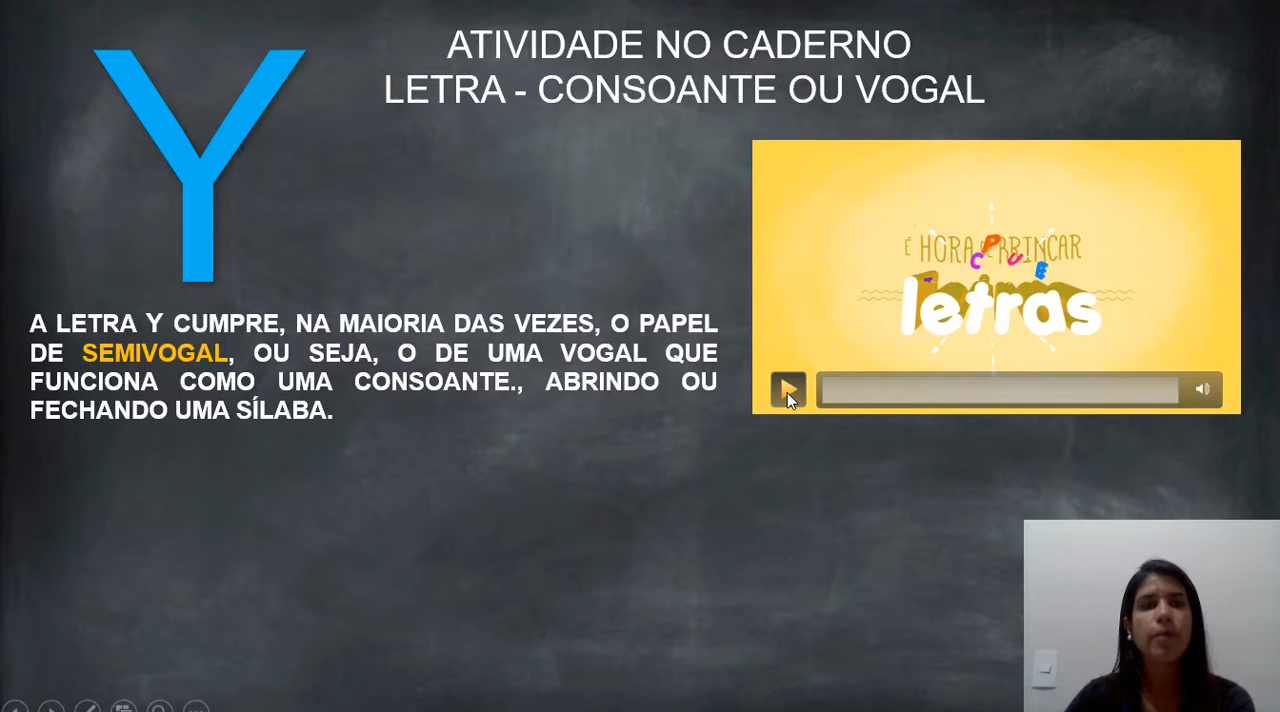 Y
ATIVIDADE NO CADERNO
LETRA - CONSOANTE OU VOGAL
A LETRA Y CUMPRE, NA MAIORIA DAS VEZES, O PAPEL
DE SEMIVOGAL, OU SEJA, O DE UMA VOGAL QUE
FUNCIONA COMO UMA CONSOANTE., ABRINDO OU
FECHANDO UMA SÍLABA.
É HORA DE BRINCAR
C P U E
letras